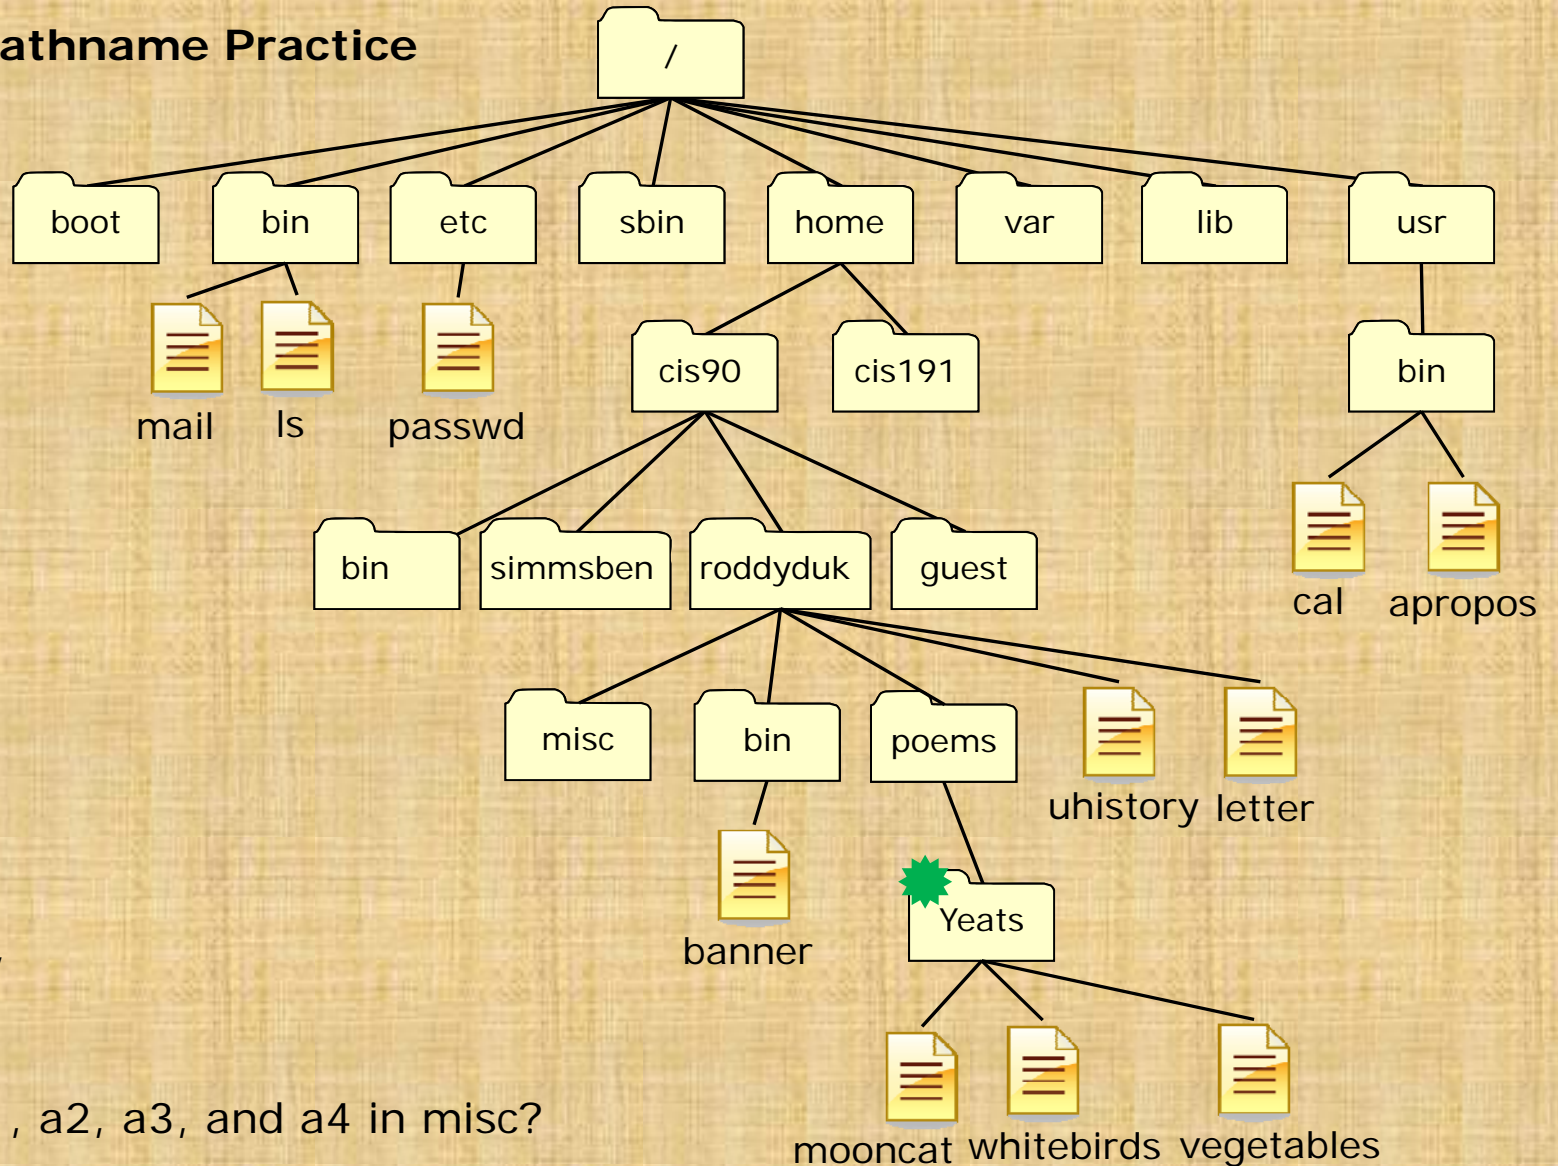 athname Practice
/
boot bin etc sbin home var lib usr
cis90 cis191 bin
mail ls passwd
bin simmsben roddyduk guest
cal apropos
misc bin poems
uhistory letter
Yeats
banner
, a2, a3, and a4 in misc?
mooncat whitebirds vegetables